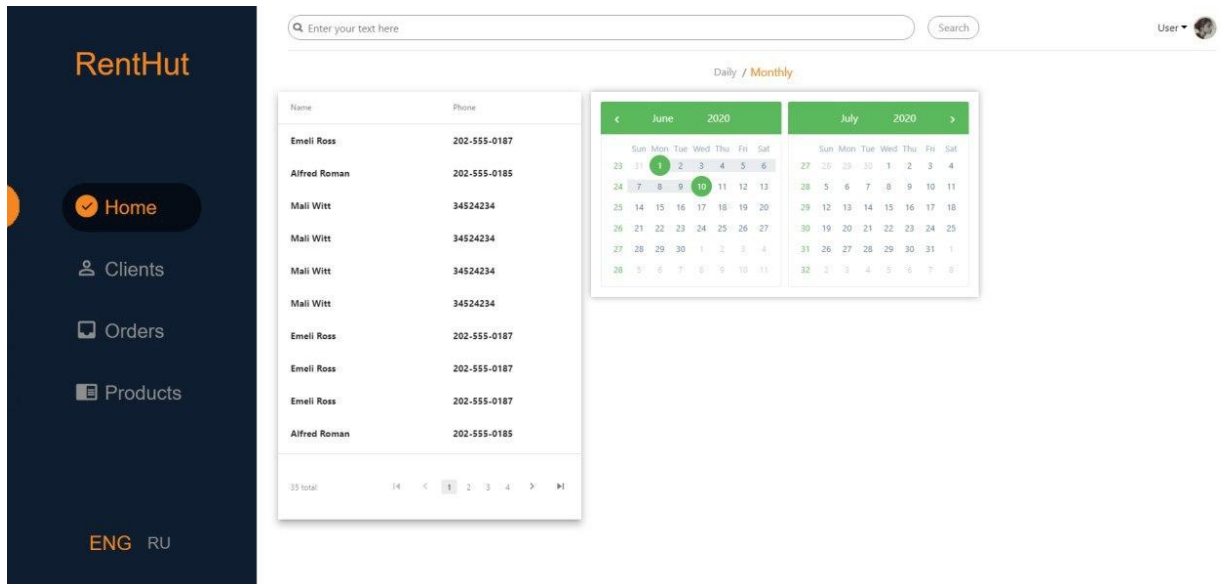 RentHut
Home
Clients
Orders
Products
ENG RU
Enter your text here
Search
User
Daily / Monthly
Name Phone
Emeli Ross 202-555-0187
Alfred Roman 202-555-0185
Mali Witt 34524234
Mali Witt 34524234
Mali Witt 34524234
Mali Witt 34524234
Emeli Ross 202-555-0187
Emeli Ross 202-555-0187
Emeli Ross 202-555-0187
Alfred Roman 202-555-0185
35 total 1 2 3 4
June 2020
Sun Mon Tue Wed Thu Fri Sat
23 31 1 2 3 4 5 6
24 7 8 9 10 11 12 13
25 14 15 16 17 18 19 20
26 21 22 23 24 25 26 27
27 28 29 30 1 2 3 4
28 5 6 7 8 9 10 11
July 2020
Sun Mon Tue Wed Thu Fri Sat
27 28 29 30 1 2 3 4
28 5 6 7 8 9 10 11
29 12 13 14 15 16 17 18
30 19 20 21 22 23 24 25
31 26 27 28 29 30 31 1
32 2 3 4 5 6 7 8